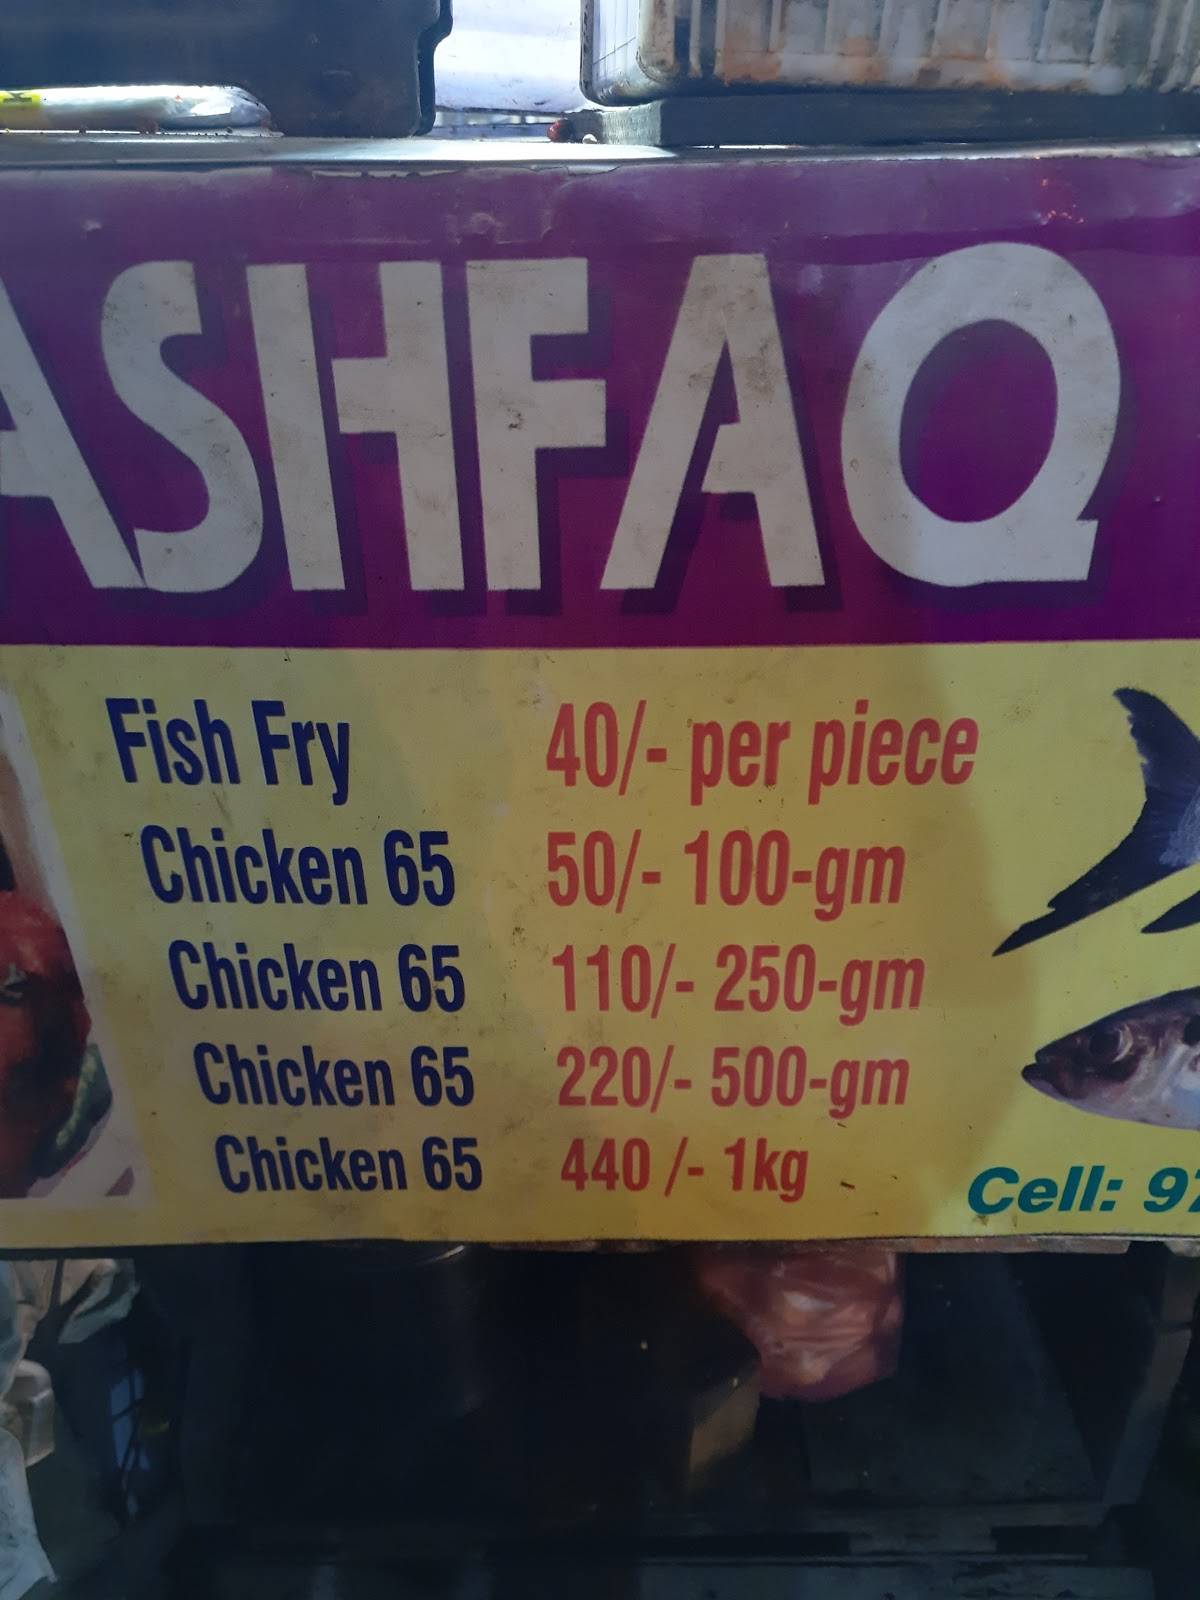 ASHFAQ
Fish Fry 40/- per piece
Chicken 65 50/- 100-gm
Chicken 65 110/- 250-gm
Chicken 65 220/- 500-gm
Chicken 65 440 /- 1kg
Cell: 97